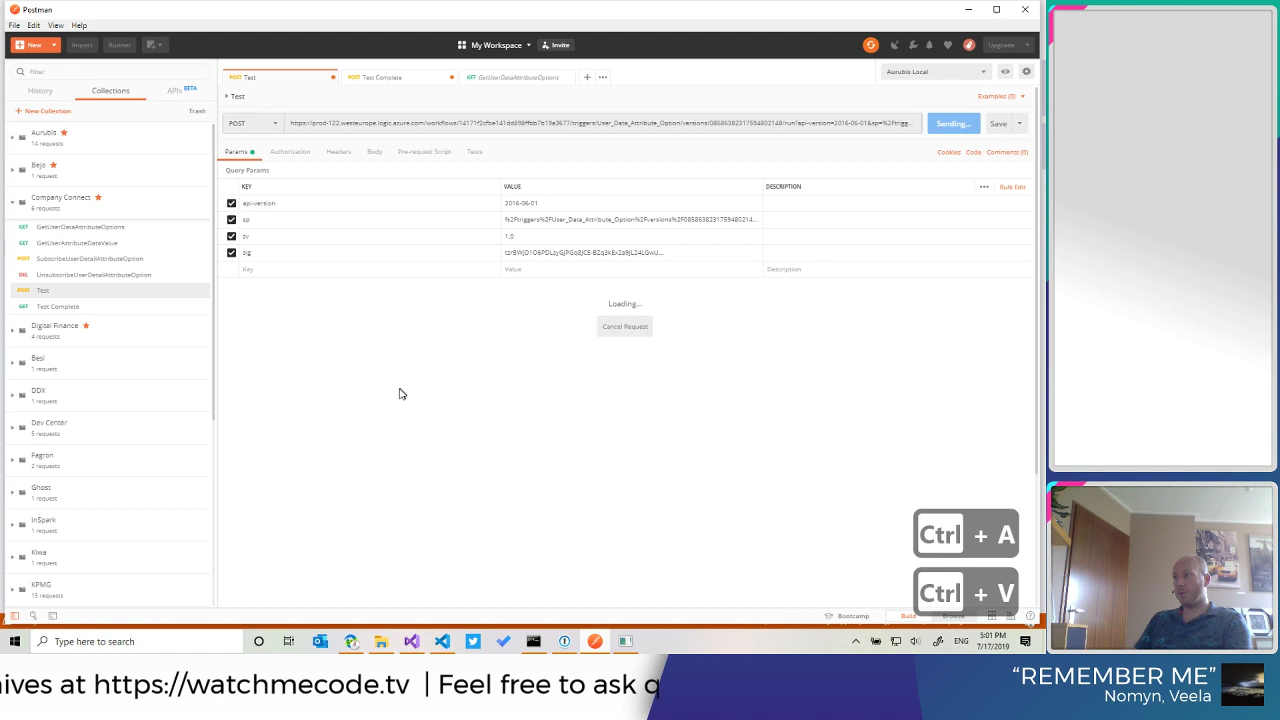 Postman
File Edit View Help
New Import Runner My Workspace Invite Upgrade
Filter
History Collections APIs BETA
New Collection Trash
Aurubis
14 requests
Bejo
1 request
Company Connect
6 requests
GET GetUserDataAttributeOptions
GET GetUserAttributeDataValue
POST SubscribeUserDetailAttributeOption
DEL UnsubscribeUserDetailAttributeOption
POST Test
GET Test Complete
Digital Finance
4 requests
Besi
1 request
DDX
1 request
Dev Center
5 requests
Fagron
2 requests
Ghost
1 request
InSpark
1 request
Kiwa
1 request
KPMG
15 requests
POST Test POST Test Complete GET GetUserDataAttributeOptions Aurubis Local
Test Examples (0)
POST Sending... Save
Params Authorization Headers Body Pre-request Script Tests Cookies Code Comments (0)
Query Params
KEY VALUE DESCRIPTION Bulk Edit
api-version 2016-06-01
sp
sv 1.0
sig
Key Value Description
Loading...
Cancel Request
Ctrl + A
Ctrl + V
Bootcamp Build Browse
Type here to search ENG 5:01 PM
7/17/2019
ives at https://watchmecode.tv | Feel free to ask q
“REMEMBER ME”
Nomyn, Veela